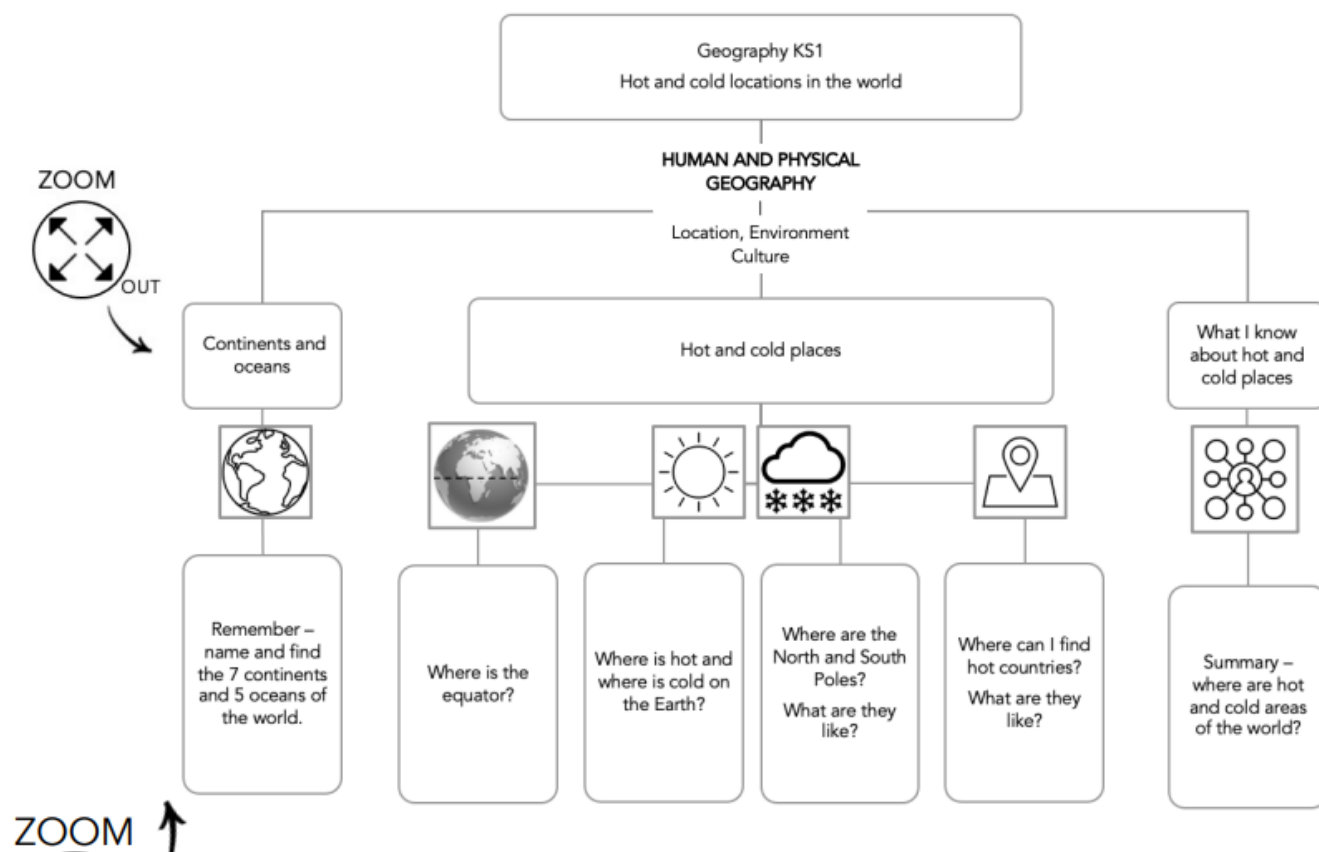 Geography KS1
Hot and cold locations in the world
HUMAN AND PHYSICAL
GEOGRAPHY
Location, Environment
Culture
ZOOM
OUT
Continents and
oceans
Hot and cold places
What I know
about hot and
cold places
Remember –
name and find
the 7 continents
and 5 oceans of
the world.
Where is the
equator?
Where is hot and
where is cold on
the Earth?
Where are the
North and South
Poles?
What are they
like?
Where can I find
hot countries?
What are they
like?
Summary –
where are hot
and cold areas
of the world?
ZOOM